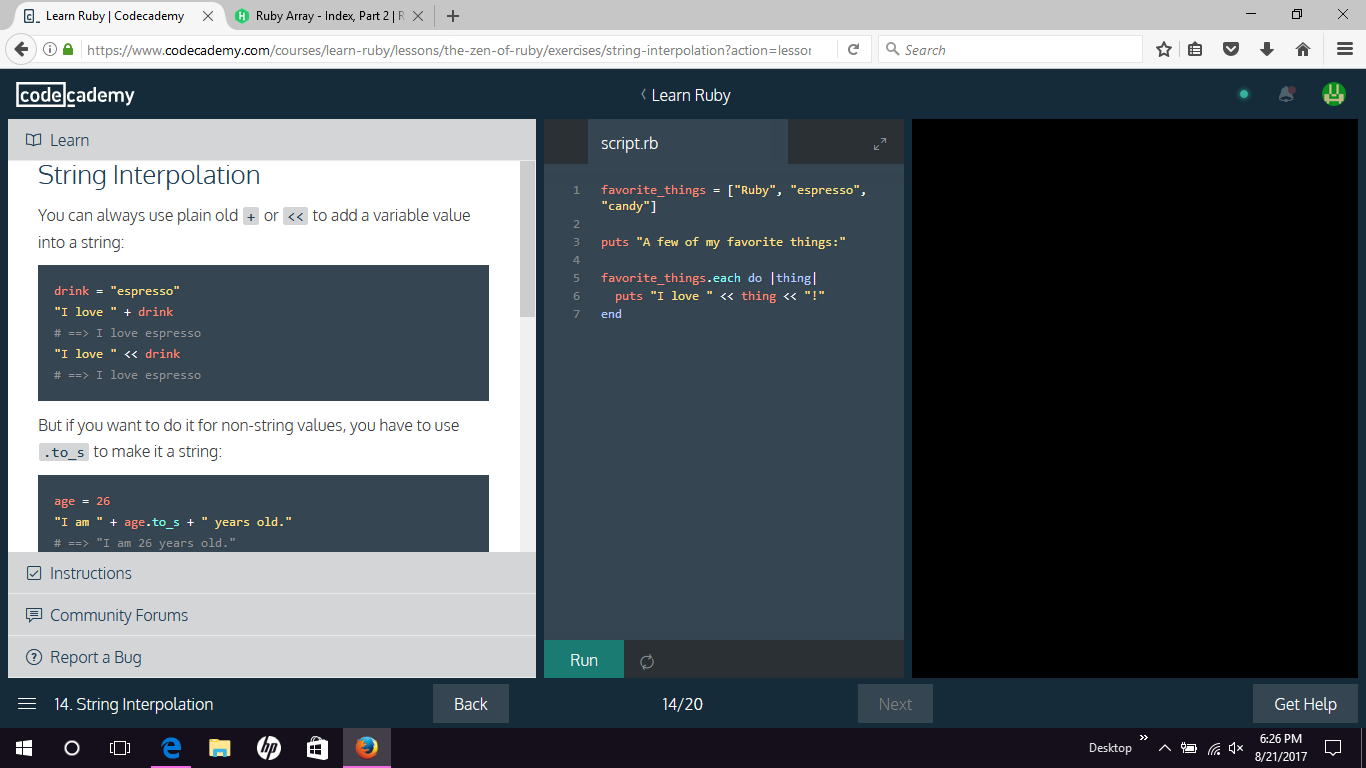 Learn Ruby | Codecademy
Ruby Array - Index, Part 2 | R
https://www.codecademy.com/courses/learn-ruby/lessons/the-zen-of-ruby/exercises/string-interpolation?action=lessor
Search
codecademy
Learn Ruby
Learn
String Interpolation
You can always use plain old + or << to add a variable value
into a string:
drink = "espresso"
"I love " + drink
# ==> I love espresso
"I love " << drink
# ==> I love espresso
But if you want to do it for non-string values, you have to use
.to_s to make it a string:
age = 26
"I am " + age.to_s + " years old."
# ==> "I am 26 years old."
Instructions
Community Forums
Report a Bug
script.rb
1 favorite_things = ["Ruby", "espresso",
"candy"]
2
3 puts "A few of my favorite things:"
4
5 favorite_things.each do |thing|
6 puts "I love " << thing << "!"
7 end
Run
14. String Interpolation
Back
14/20
Next
Get Help
hp
Desktop
6:26 PM
8/21/2017